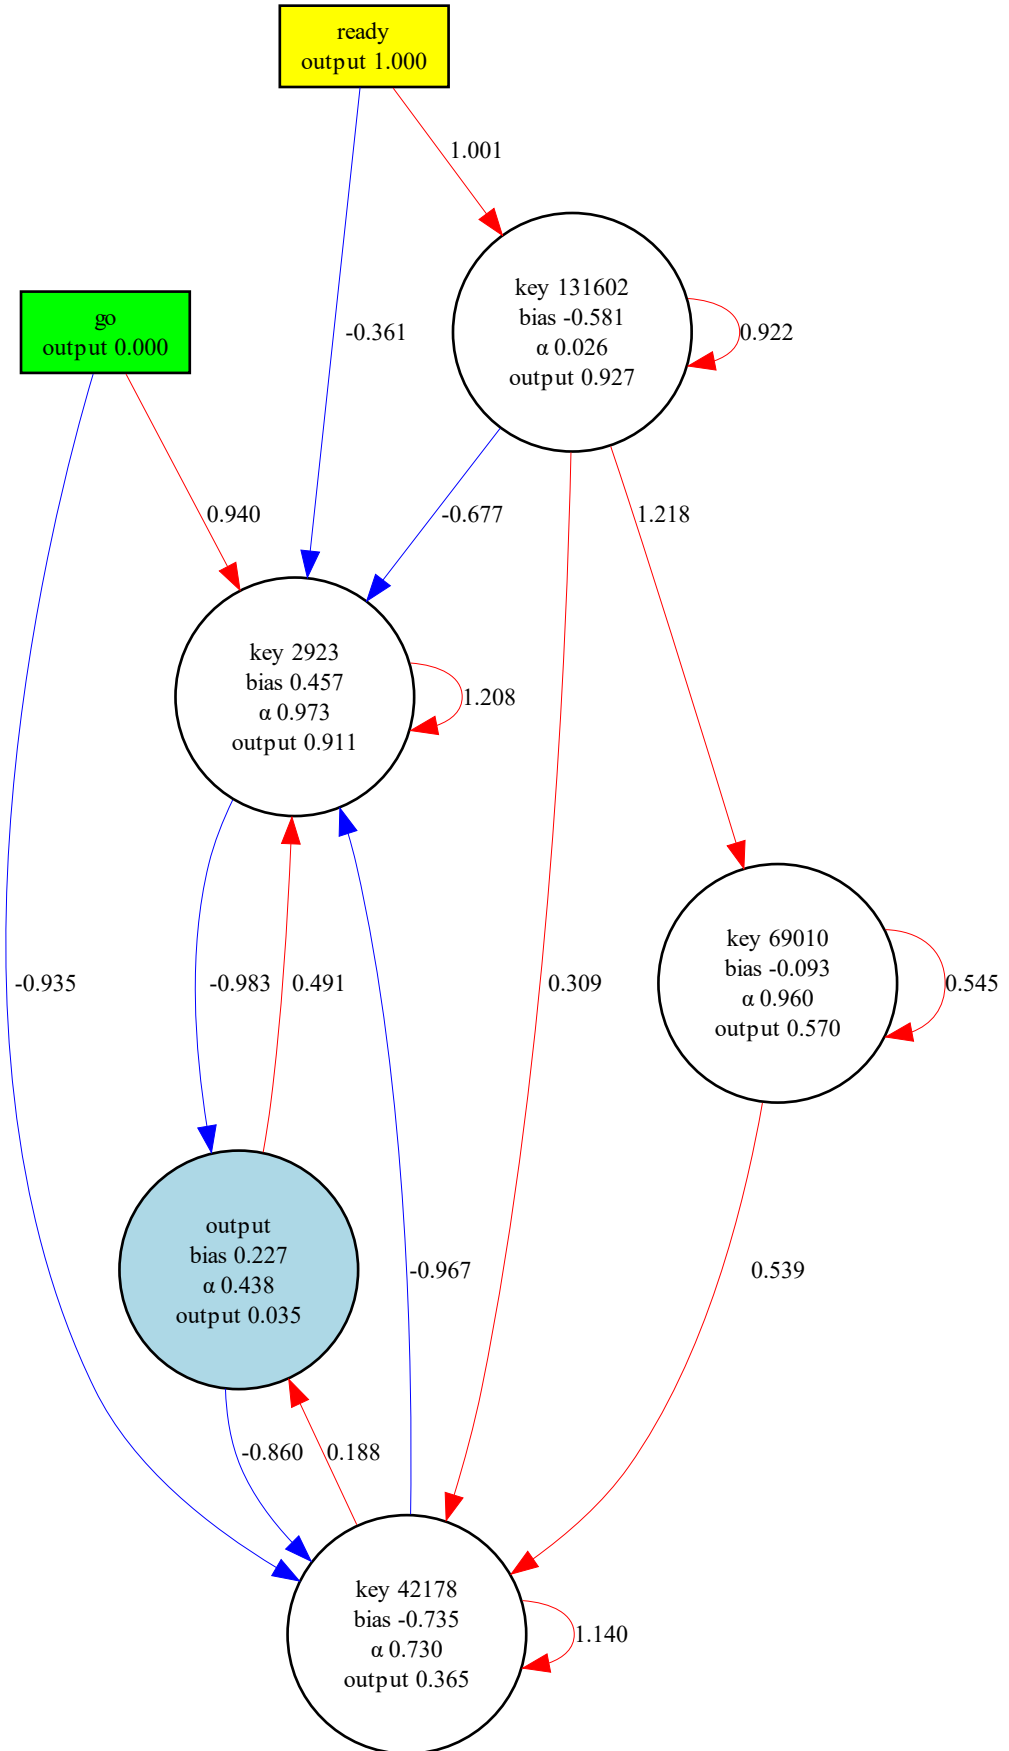 ready
output 1.000
1.001
key 131602
bias -0.581
α 0.026
output 0.927
0.922
go
output 0.000
-0.361
0.940
-0.677
1.218
key 2923
bias 0.457
α 0.973
output 0.911
1.208
key 69010
bias -0.093
α 0.960
output 0.570
0.545
-0.935
-0.983
0.491
0.309
output
bias 0.227
α 0.438
output 0.035
-0.967
0.539
-0.860
0.188
key 42178
bias -0.735
α 0.730
output 0.365
1.140